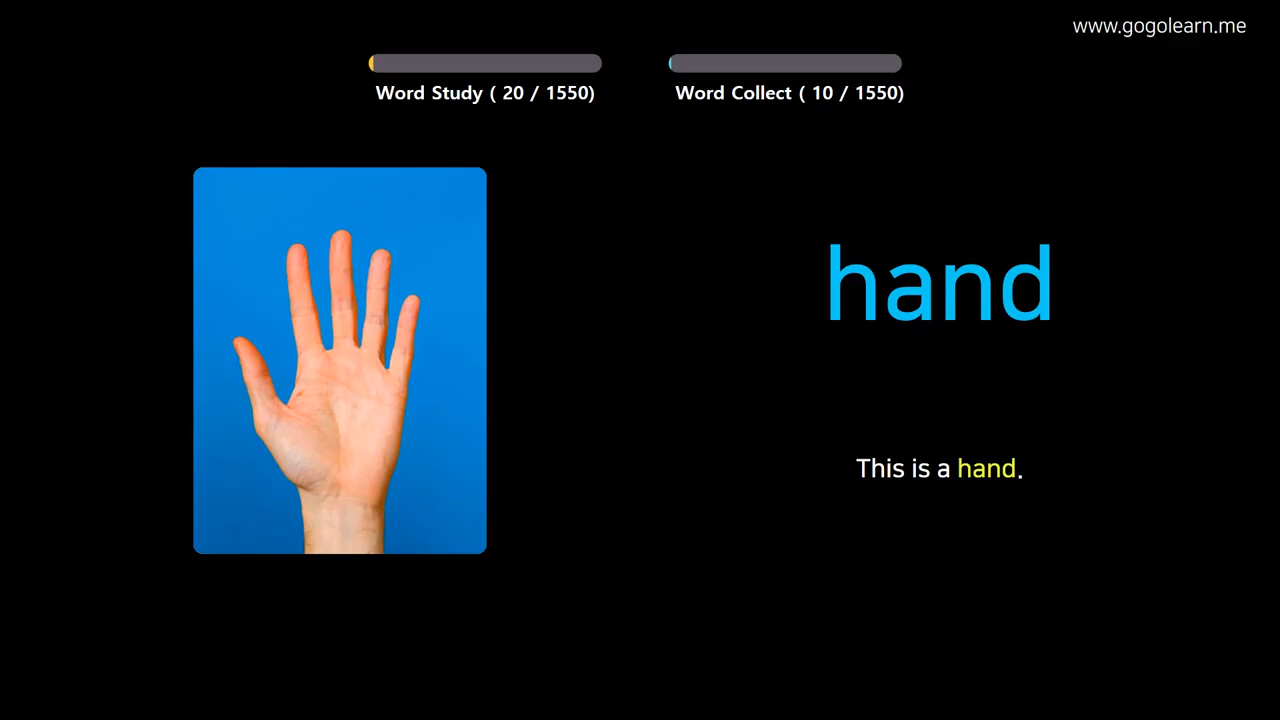 www.gogolearn.me
Word Study ( 20 / 1550)
Word Collect ( 10 / 1550)
hand
This is a hand.